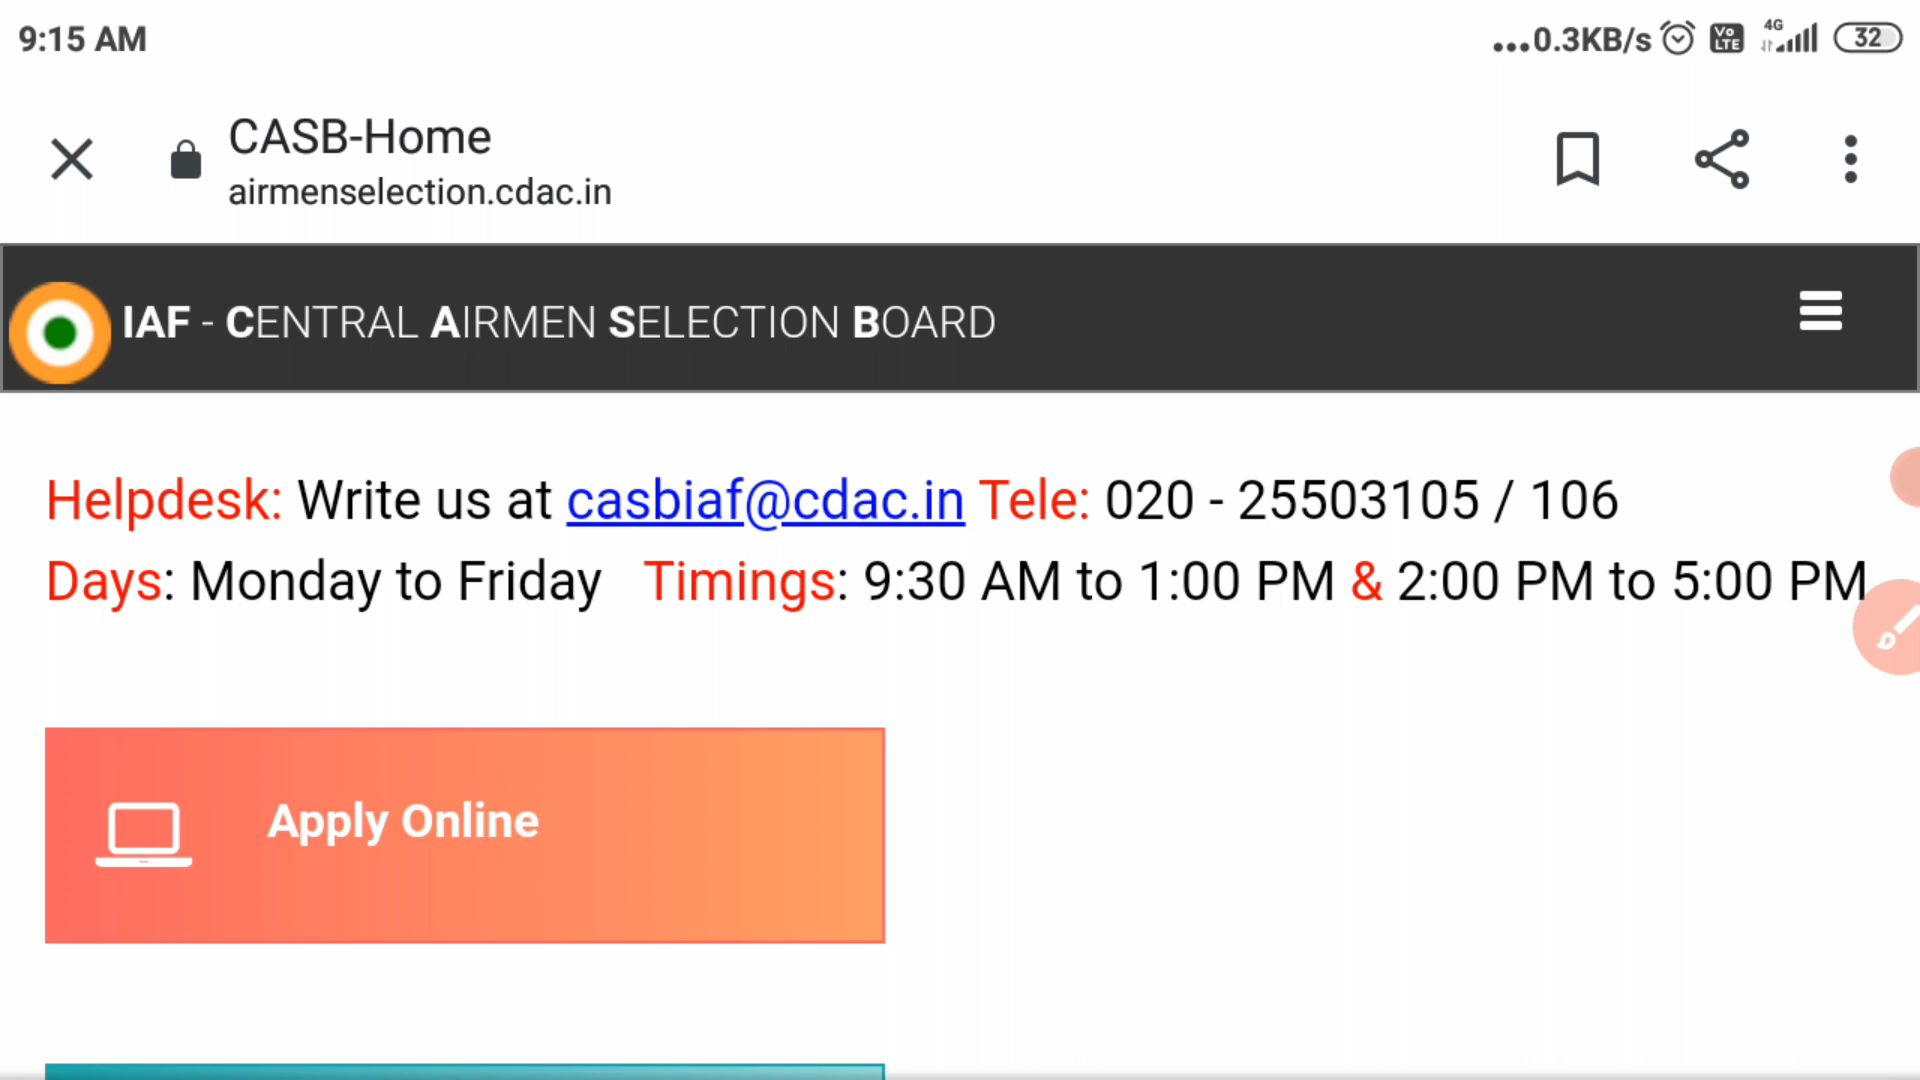 9:15 AM
...0.3KB/s Vo LTE 4G 32
CASB-Home
airmenselection.cdac.in
IAF - CENTRAL AIRMEN SELECTION BOARD
Helpdesk: Write us at casbiaf@cdac.in Tele: 020 - 25503105 / 106
Days: Monday to Friday Timings: 9:30 AM to 1:00 PM & 2:00 PM to 5:00 PM
Apply Online